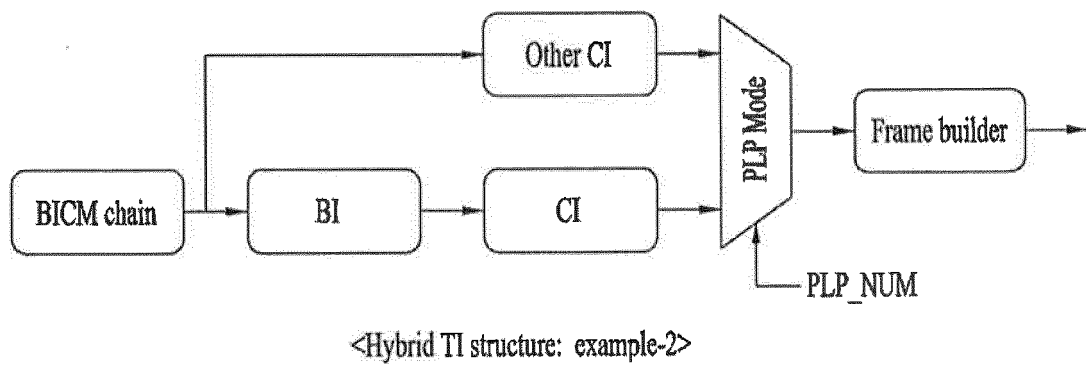 Other CI
PLP Mode
Frame builder
BICM chain
BI
CI
PLP_NUM
<Hybrid TI structure: example-2>